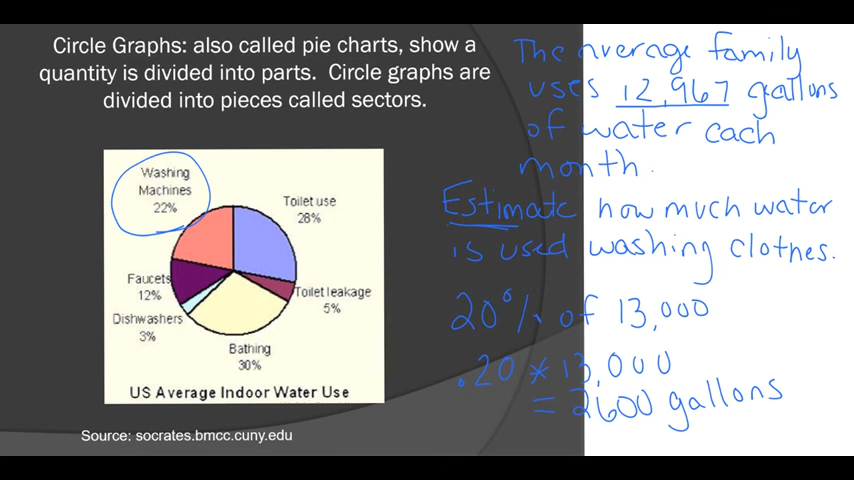 Circle Graphs: also called pie charts, show a
quantity is divided into parts. Circle graphs are
divided into pieces called sectors.
Washing
Machines
22%
Toilet use
28%
Faucets
12%
Toilet leakage
5%
Dishwashers
3%
Bathing
30%
US Average Indoor Water Use
Source: socrates.bmcc.cuny.edu
The average family
uses 12,967 gallons
of water each
month.
Estimate how much water
is used washing clothes.
20% of 13,000
.20 * 13,000
= 2600 gallons